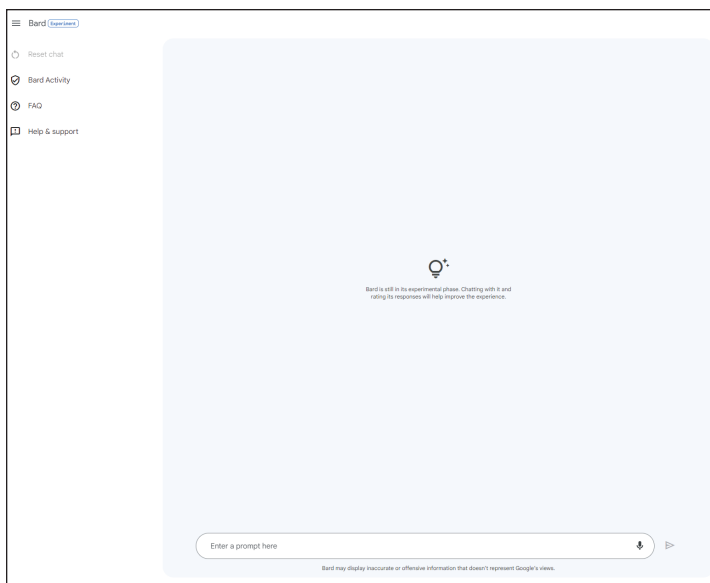 Bard Experiment
Reset chat
Bard Activity
FAQ
Help & support
Bard is still in its experimental phase. Chatting with it and
rating its responses will help improve the experience.
Enter a prompt here
Bard may display inaccurate or offensive information that doesn't represent Google's views.